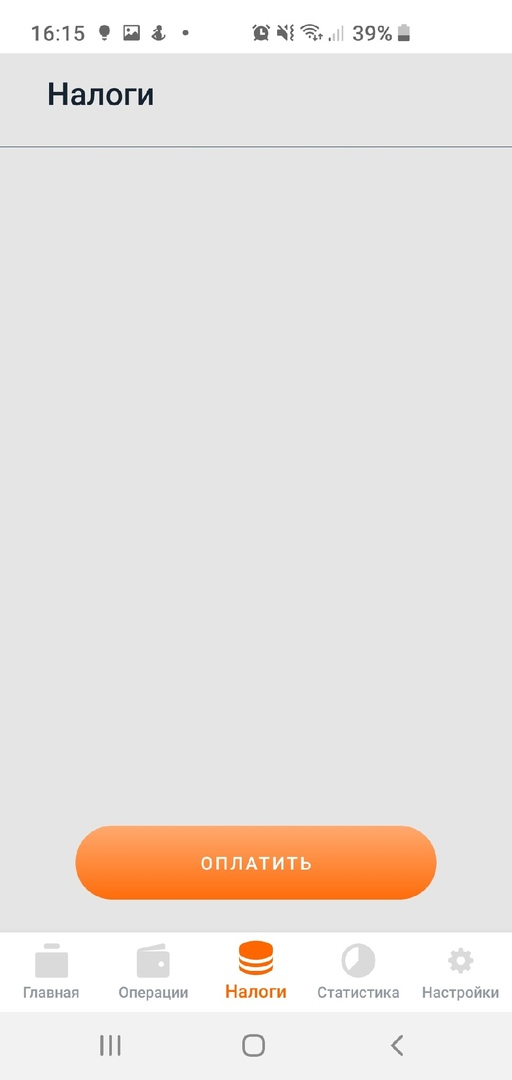 16:15 39%
Налоги
ОПЛАТИТЬ
Главная Операции Налоги Статистика Настройки